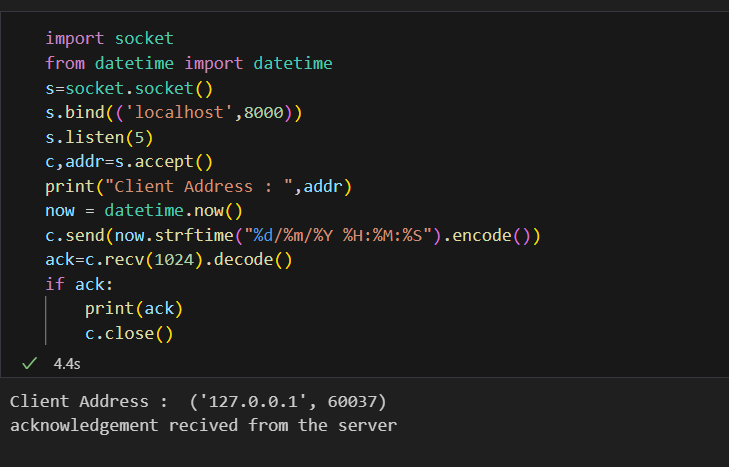 import socket
from datetime import datetime
s=socket.socket()
s.bind(('localhost',8000))
s.listen(5)
c,addr=s.accept()
print("Client Address : ",addr)
now = datetime.now()
c.send(now.strftime("%d/%m/%Y %H:%M:%S").encode())
ack=c.recv(1024).decode()
if ack:
    print(ack)
    c.close()
4.4s
Client Address :  ('127.0.0.1', 60037)
acknowledgement recived from the server